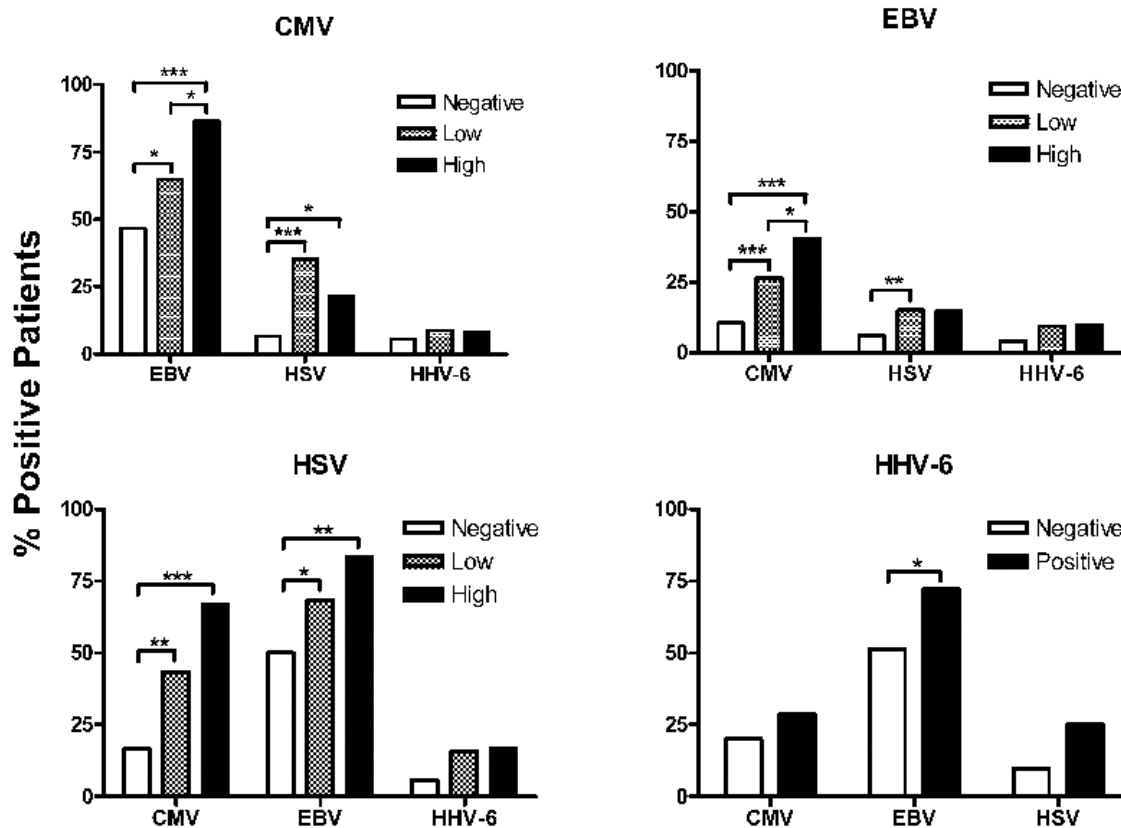 % Positive Patients
CMV
100
75
50
25
0
***
*
*
*
***
Negative
Low
High
EBV HSV HHV-6
EBV
100
75
50
25
0
***
*
***
**
Negative
Low
High
CMV HSV HHV-6
HSV
100
75
50
25
0
**
*
***
**
Negative
Low
High
CMV EBV HHV-6
HHV-6
100
75
50
25
0
*
Negative
Positive
CMV EBV HSV